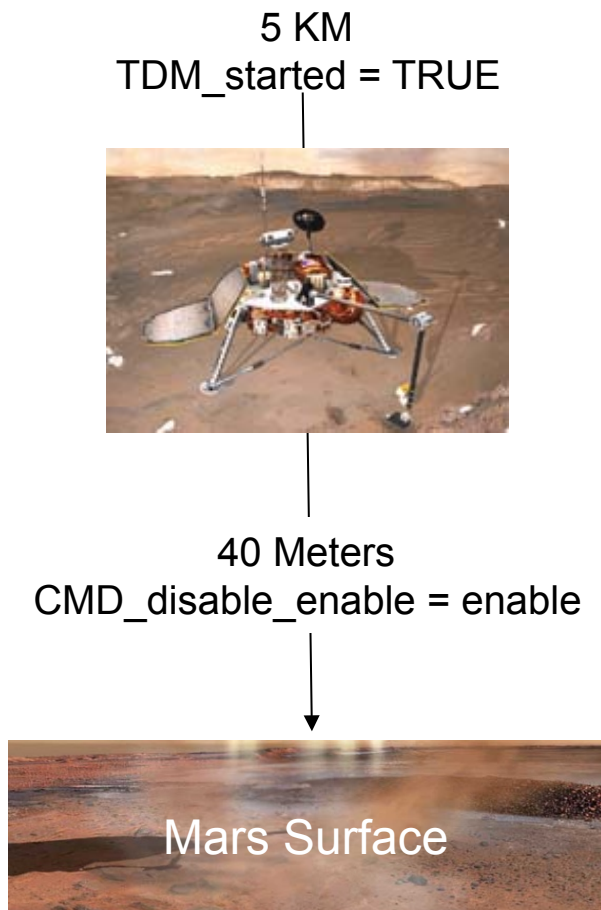 5 KM
TDM_started = TRUE
40 Meters
CMD_disable_enable = enable
Mars Surface